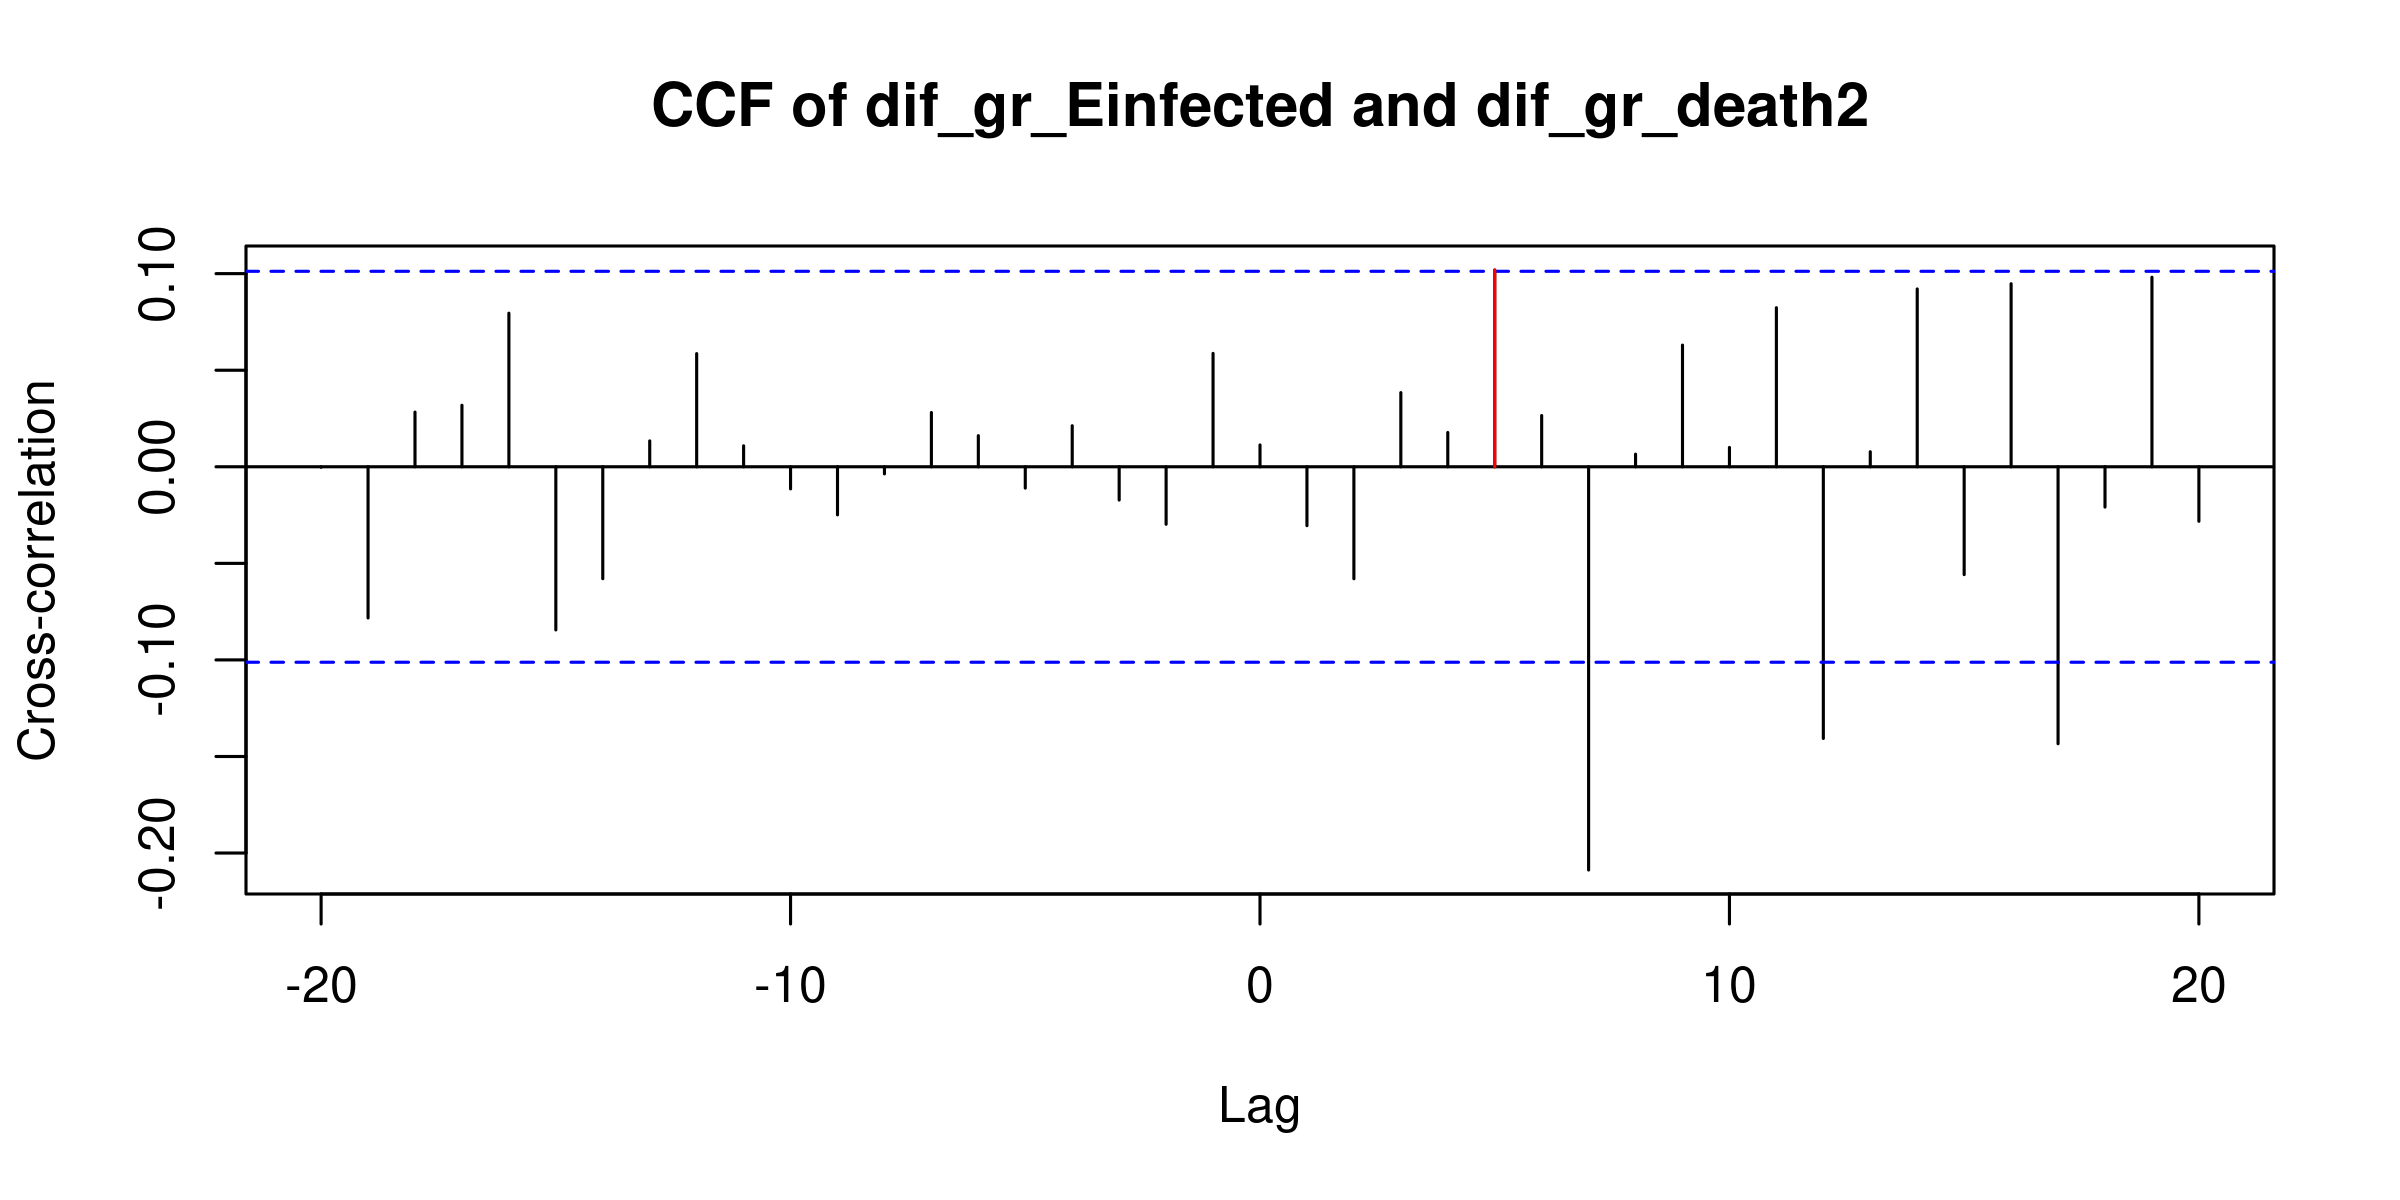 CCF of dif_gr_Einfected and dif_gr_death2
Cross-correlation
0.10
0.00
-0.10
-0.20
-20 -10 0 10 20
Lag